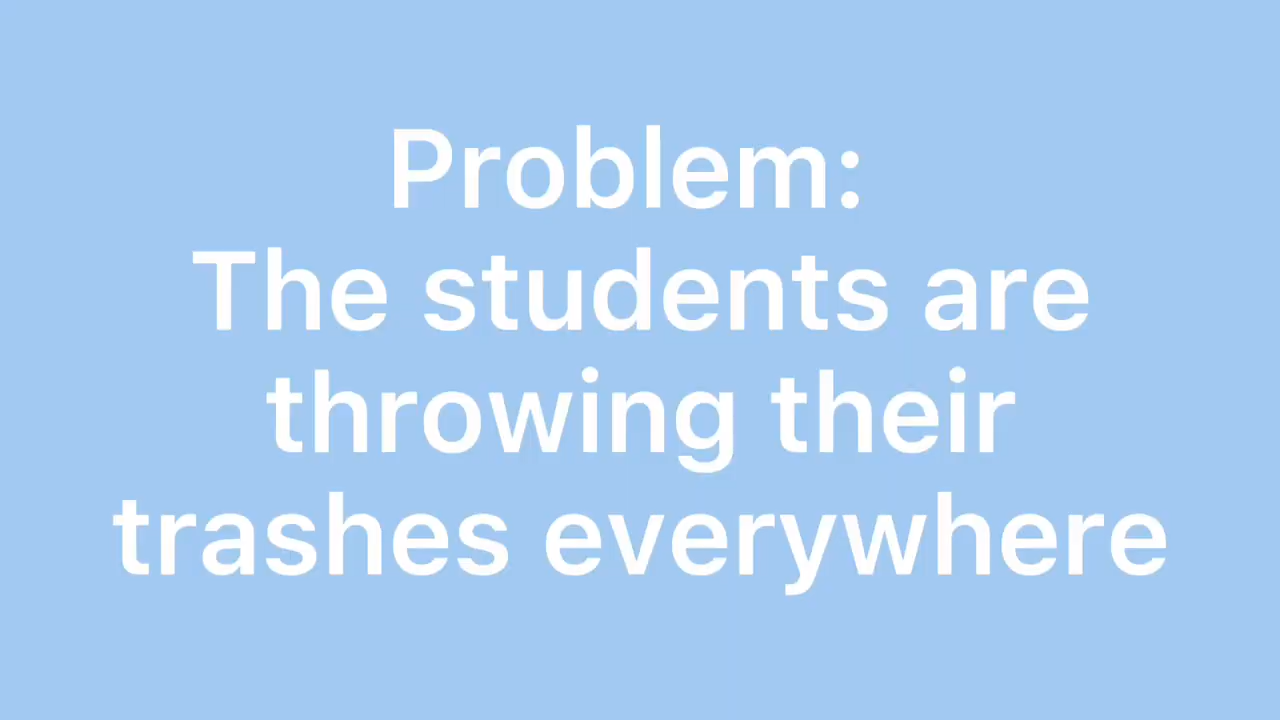 Problem:
The students are
throwing their
trashes everywhere